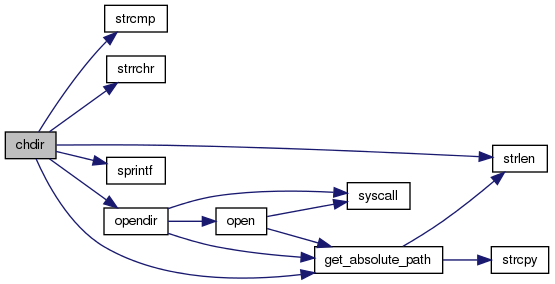 strcmp
strrchr
chdir
strlen
sprintf
syscall
opendir
open
get_absolute_path
strcpy